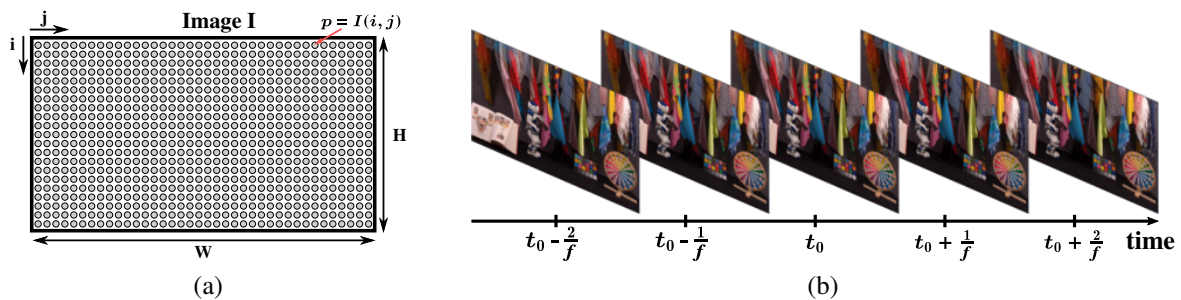 j
Image I
p = I(i, j)
i
H
W
(a)
t₀ - 2/f
t₀ - 1/f
t₀
t₀ + 1/f
t₀ + 2/f
time
(b)